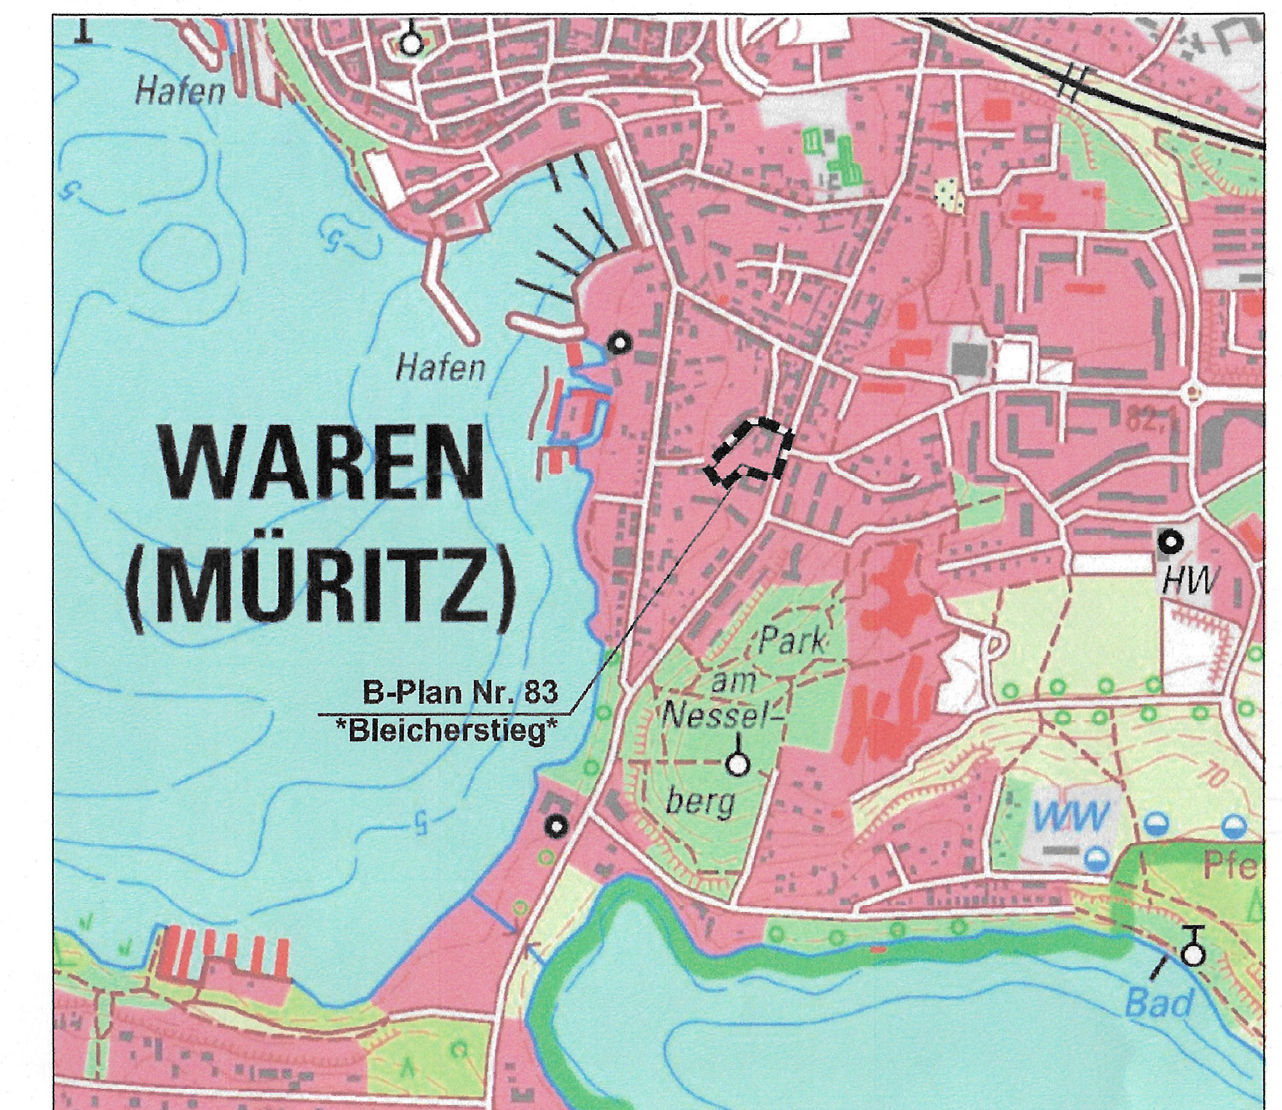 Hafen
Hafen
WAREN
(MÜRITZ)
5
5
5
82,1
HW
Park
am
Nessel-
berg
B-Plan Nr. 83
*Bleicherstieg*
70
WW
Pfe
Bad